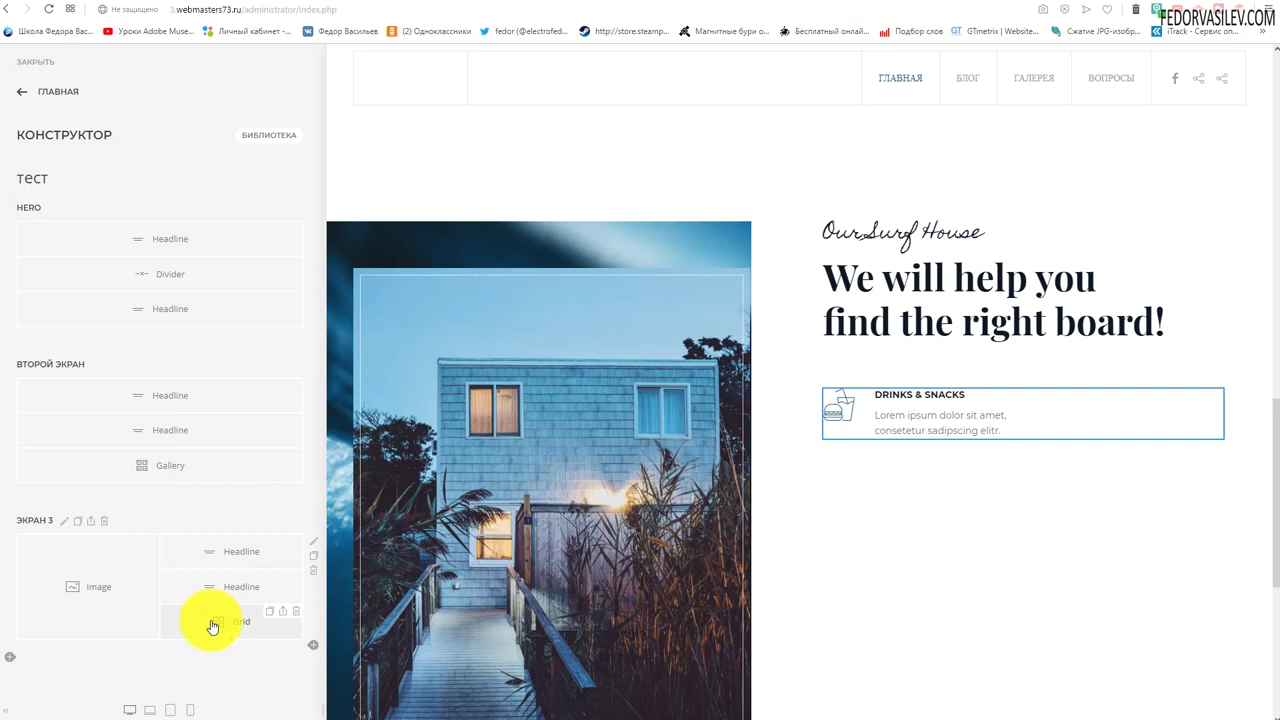 Не защищено 3.webmasters73.ru/administrator/index.php
FEDORVASILEV.COM
Школа Федора Вас... Уроки Adobe Muse... Личный кабинет -... Федор Васильев (2) Одноклассники fedor (@electrofed... http://store.steamp... Магнитные бури о... Бесплатный онлай... Подбор слов GTmetrix | Website... Сжатие JPG-изобр... iTrack - Сервис оп...
ЗАКРЫТЬ
ГЛАВНАЯ
КОНСТРУКТОР БИБЛИОТЕКА
тест
HERO
Headline
Divider
Headline
ВТОРОЙ ЭКРАН
Headline
Headline
Gallery
ЭКРАН 3
Image
Headline
Headline
Grid
ГЛАВНАЯ БЛОГ ГАЛЕРЕЯ ВОПРОСЫ
Our Surf House
We will help you
find the right board!
DRINKS & SNACKS
Lorem ipsum dolor sit amet,
consetetur sadipscing elitr.